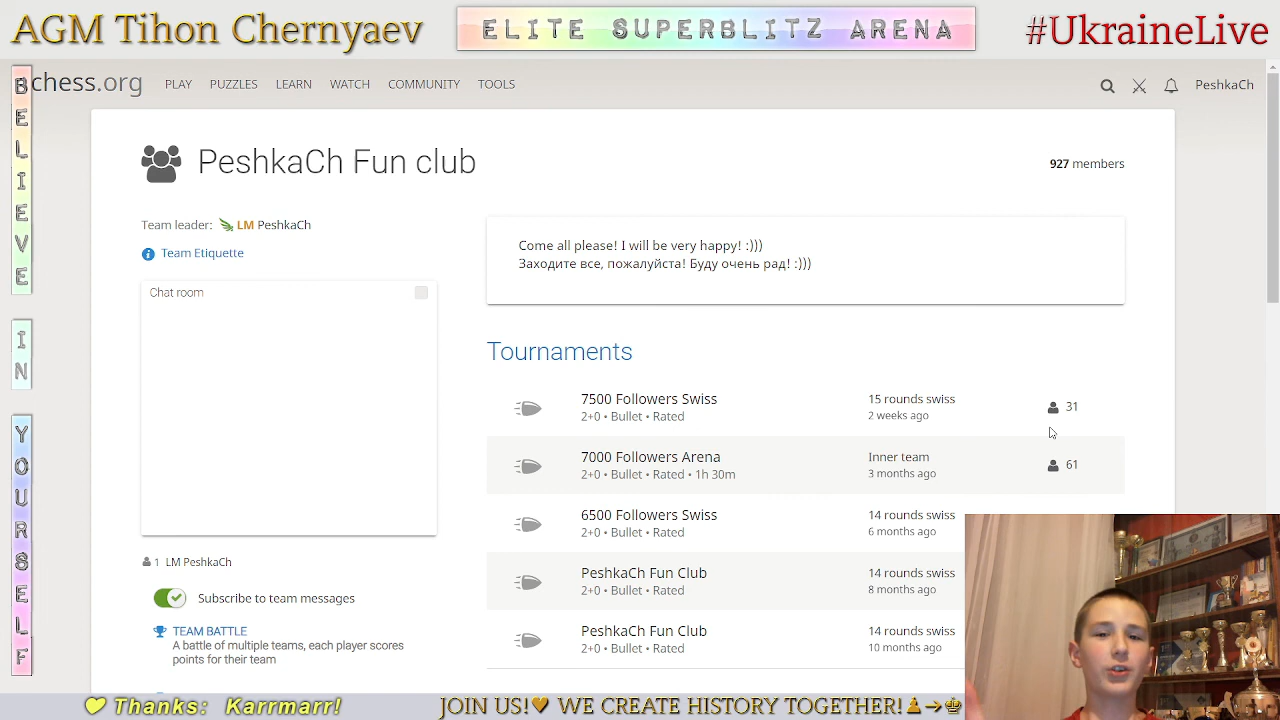 AGM Tihon Chernyaev
ELITE SUPERBLITZ ARENA
#UkraineLive
chess.org
PLAY
PUZZLES
LEARN
WATCH
COMMUNITY
TOOLS
PeshkaCh
BELIEVE
IN
YOURSELF
PeshkaCh Fun club
927 members
Team leader: LM PeshkaCh
Team Etiquette
Come all please! I will be very happy! :)))
Заходите все, пожалуйста! Буду очень рад! :)))
Chat room
Tournaments
7500 Followers Swiss
2+0 • Bullet • Rated
15 rounds swiss
2 weeks ago
31
7000 Followers Arena
2+0 • Bullet • Rated • 1h 30m
Inner team
3 months ago
61
6500 Followers Swiss
2+0 • Bullet • Rated
14 rounds swiss
6 months ago
PeshkaCh Fun Club
2+0 • Bullet • Rated
14 rounds swiss
8 months ago
PeshkaCh Fun Club
2+0 • Bullet • Rated
14 rounds swiss
10 months ago
1 LM PeshkaCh
Subscribe to team messages
TEAM BATTLE
A battle of multiple teams, each player scores
points for their team
Thanks: Karrmarr!
JOIN US!♥ WE CREATE HISTORY TOGETHER!♟→♚